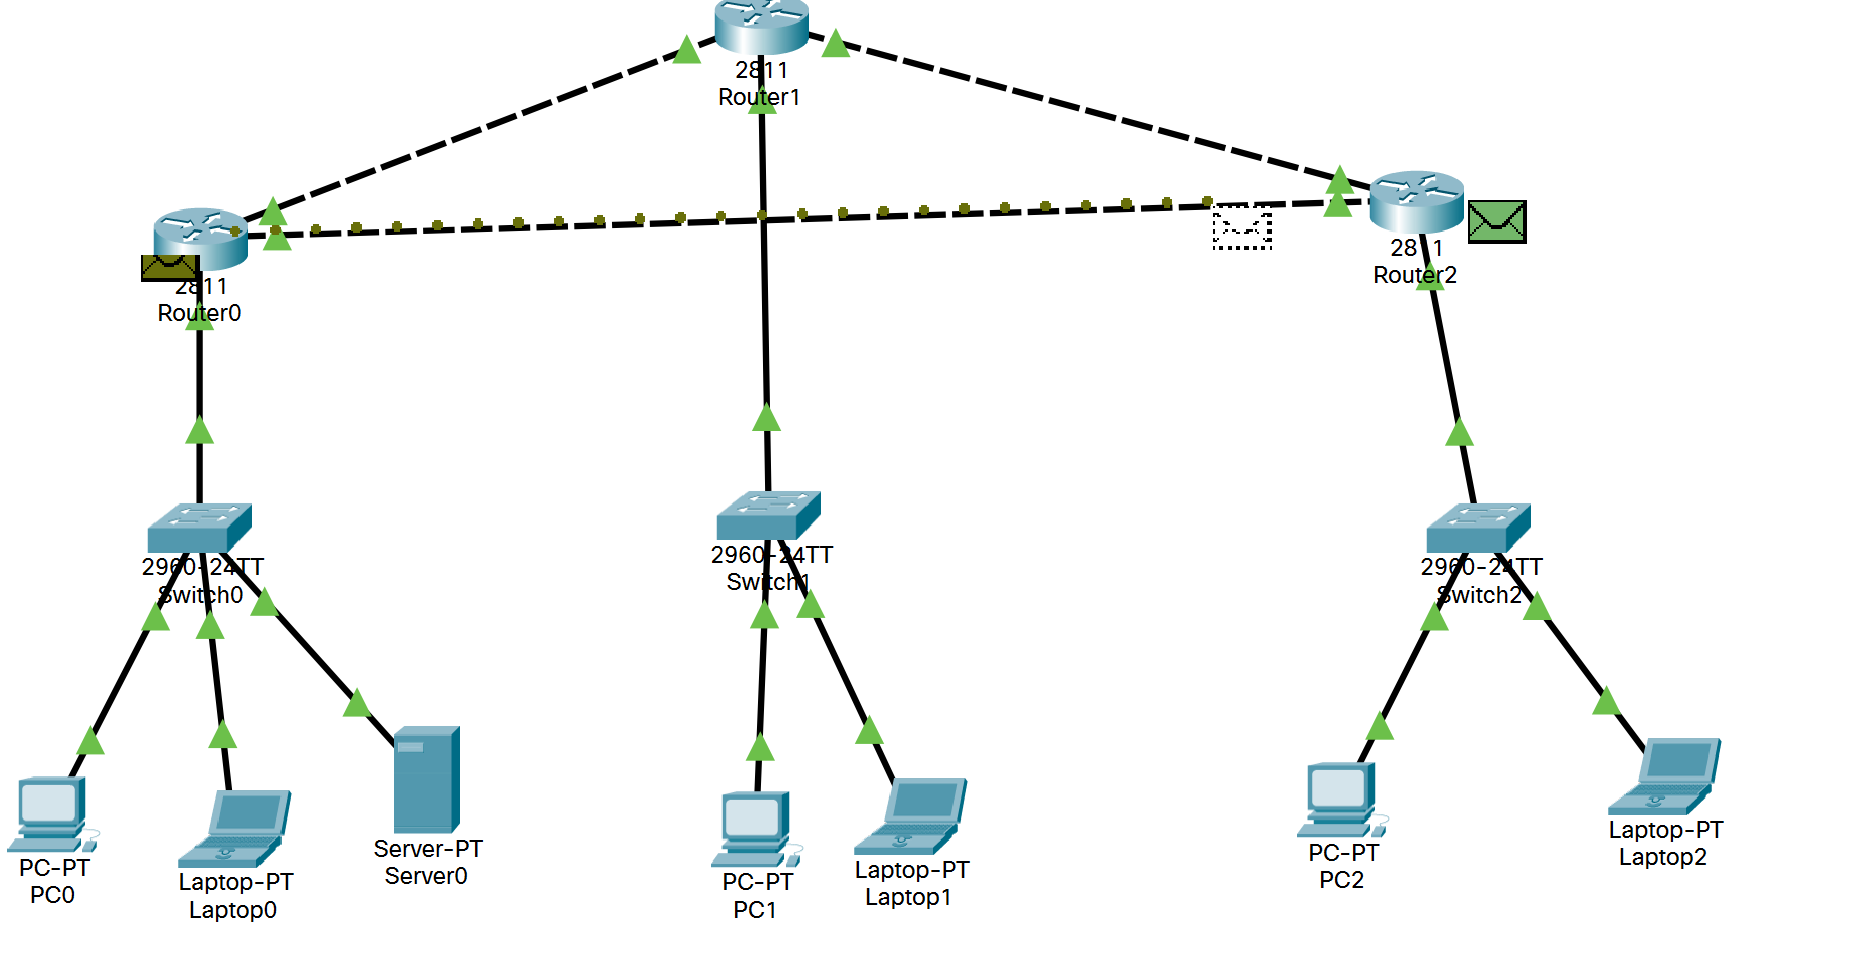 2811
Router1
2811
Router0
2811
Router2
2960-24TT
Switch0
2960-24TT
Switch1
2960-24TT
Switch2
PC-PT
PC0
Laptop-PT
Laptop0
Server-PT
Server0
PC-PT
PC1
Laptop-PT
Laptop1
PC-PT
PC2
Laptop-PT
Laptop2